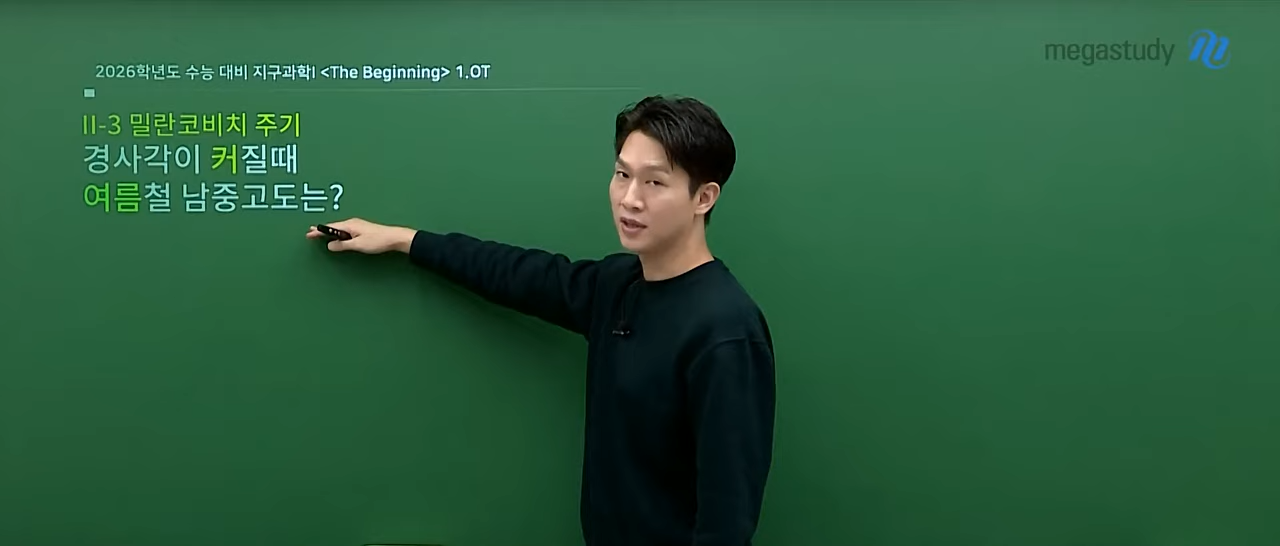 2026학년도 수능 대비 지구과학I <The Beginning> 1.OT
megastudy
II-3 밀란코비치 주기
경사각이 커질때
여름철 남중고도는?